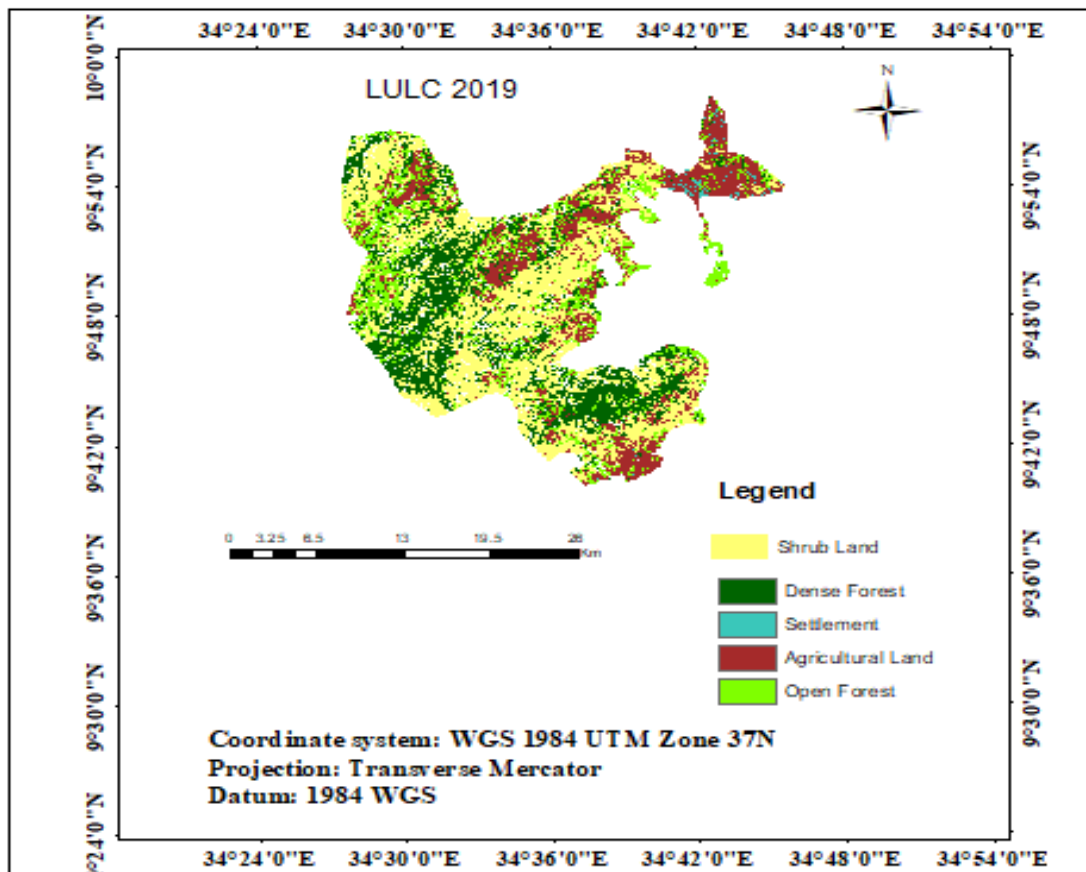 34°24'0"E 34°30'0"E 34°36'0"E 34°42'0"E 34°48'0"E 34°54'0"E
LULC 2019
N
10°0'0"N
9°54'0"N
9°48'0"N
9°42'0"N
9°36'0"N
9°30'0"N
9°24'0"N
9°54'0"N
9°48'0"N
9°42'0"N
9°36'0"N
9°30'0"N
0 3.25 6.5 13 19.5 26
Km
Legend
Shrub Land
Dense Forest
Settlement
Agricultural Land
Open Forest
Coordinate system: WGS 1984 UTM Zone 37N
Projection: Transverse Mercator
Datum: 1984 WGS
34°24'0"E 34°30'0"E 34°36'0"E 34°42'0"E 34°48'0"E 34°54'0"E